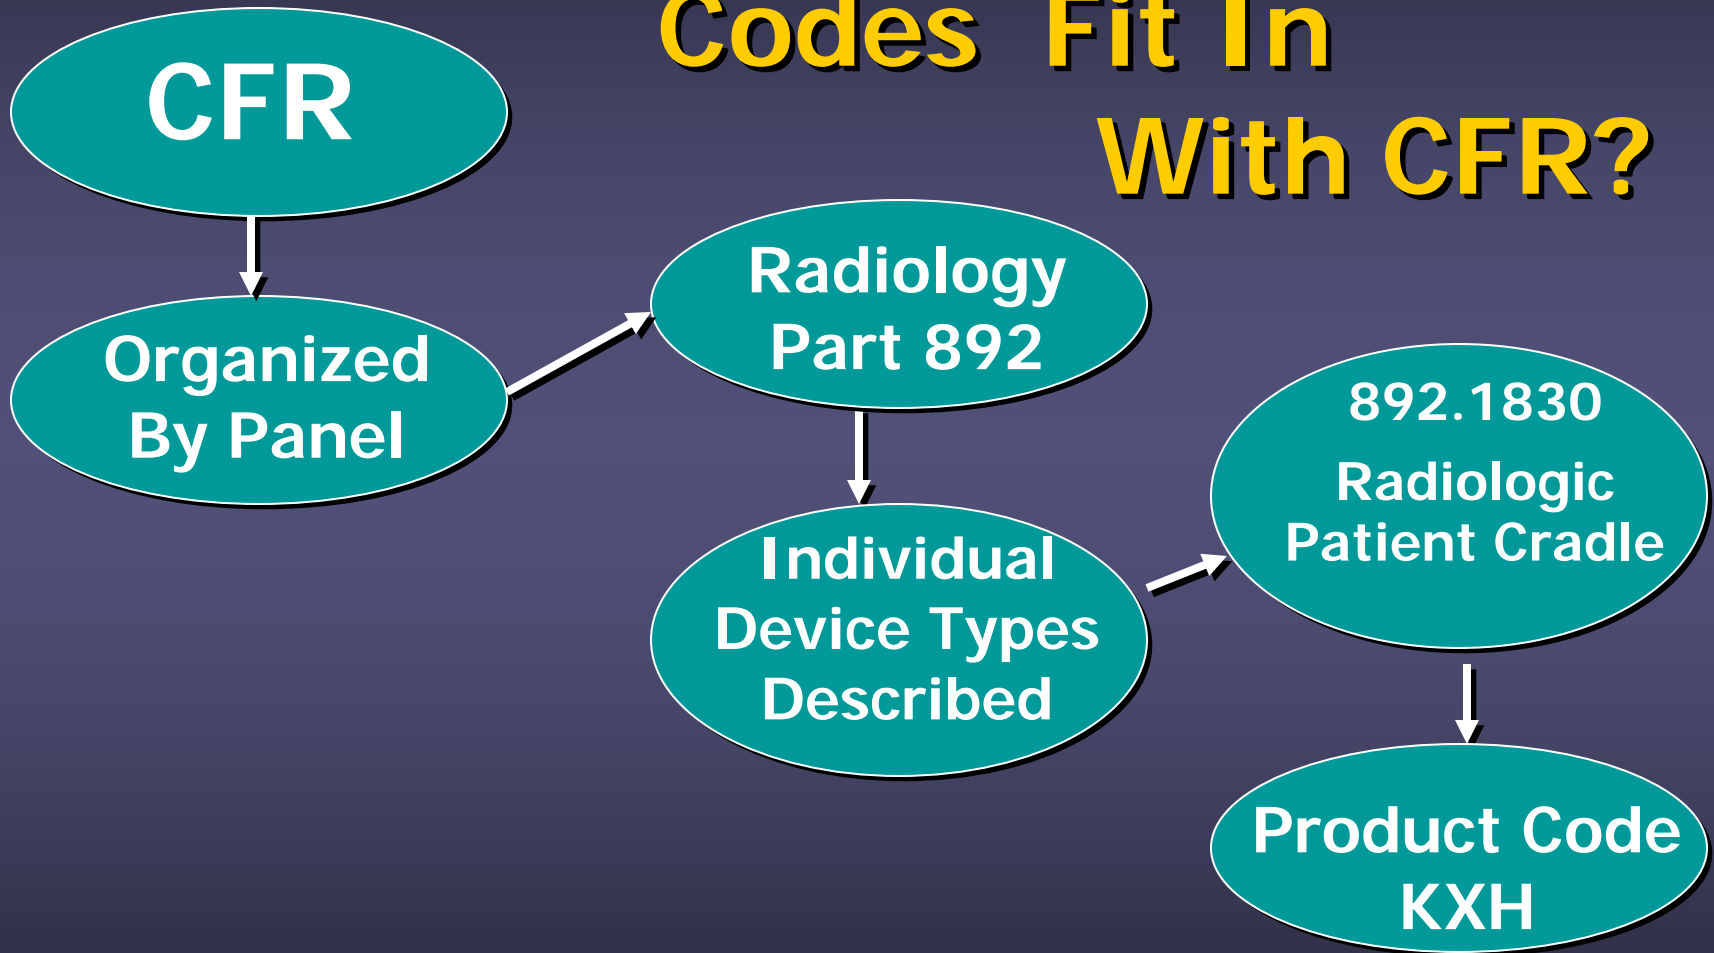 Codes Fit In
With CFR?
CFR
Organized
By Panel
Radiology
Part 892
Individual
Device Types
Described
892.1830
Radiologic
Patient Cradle
Product Code
KXH